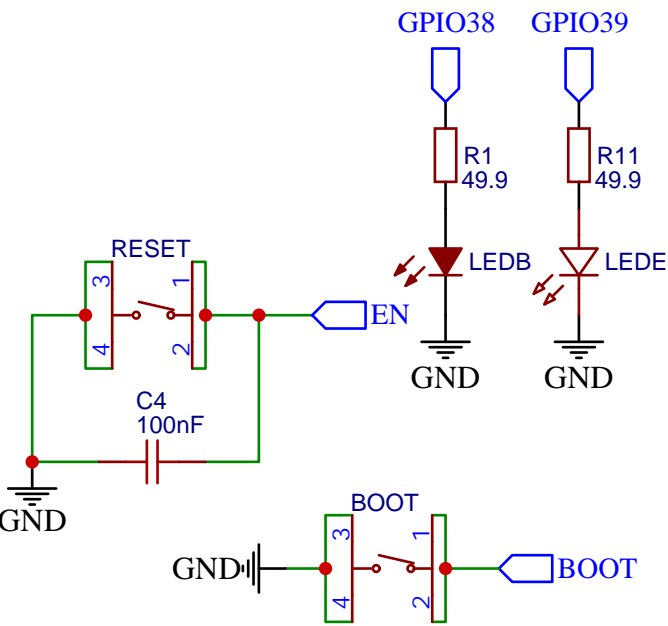 GPIO38
GPIO39
R1
49.9
R11
49.9
RESET
3
1
4
2
LEDB
LEDE
EN
GND
GND
C4
100nF
GND
BOOT
3
1
4
2
GND
BOOT